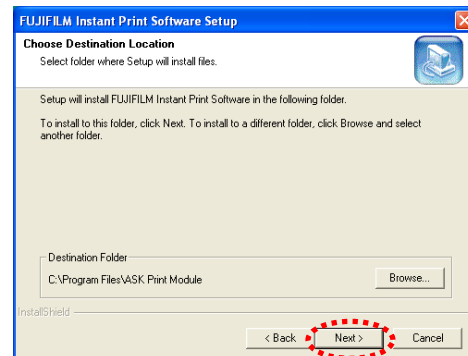 FUJIFILM Instant Print Software Setup
Choose Destination Location
Select folder where Setup will install files.
Setup will install FUJIFILM Instant Print Software in the following folder.
To install to this folder, click Next. To install to a different folder, click Browse and select
another folder.
Destination Folder
C:\Program Files\ASK Print Module
Browse...
InstallShield
< Back
Next >
Cancel